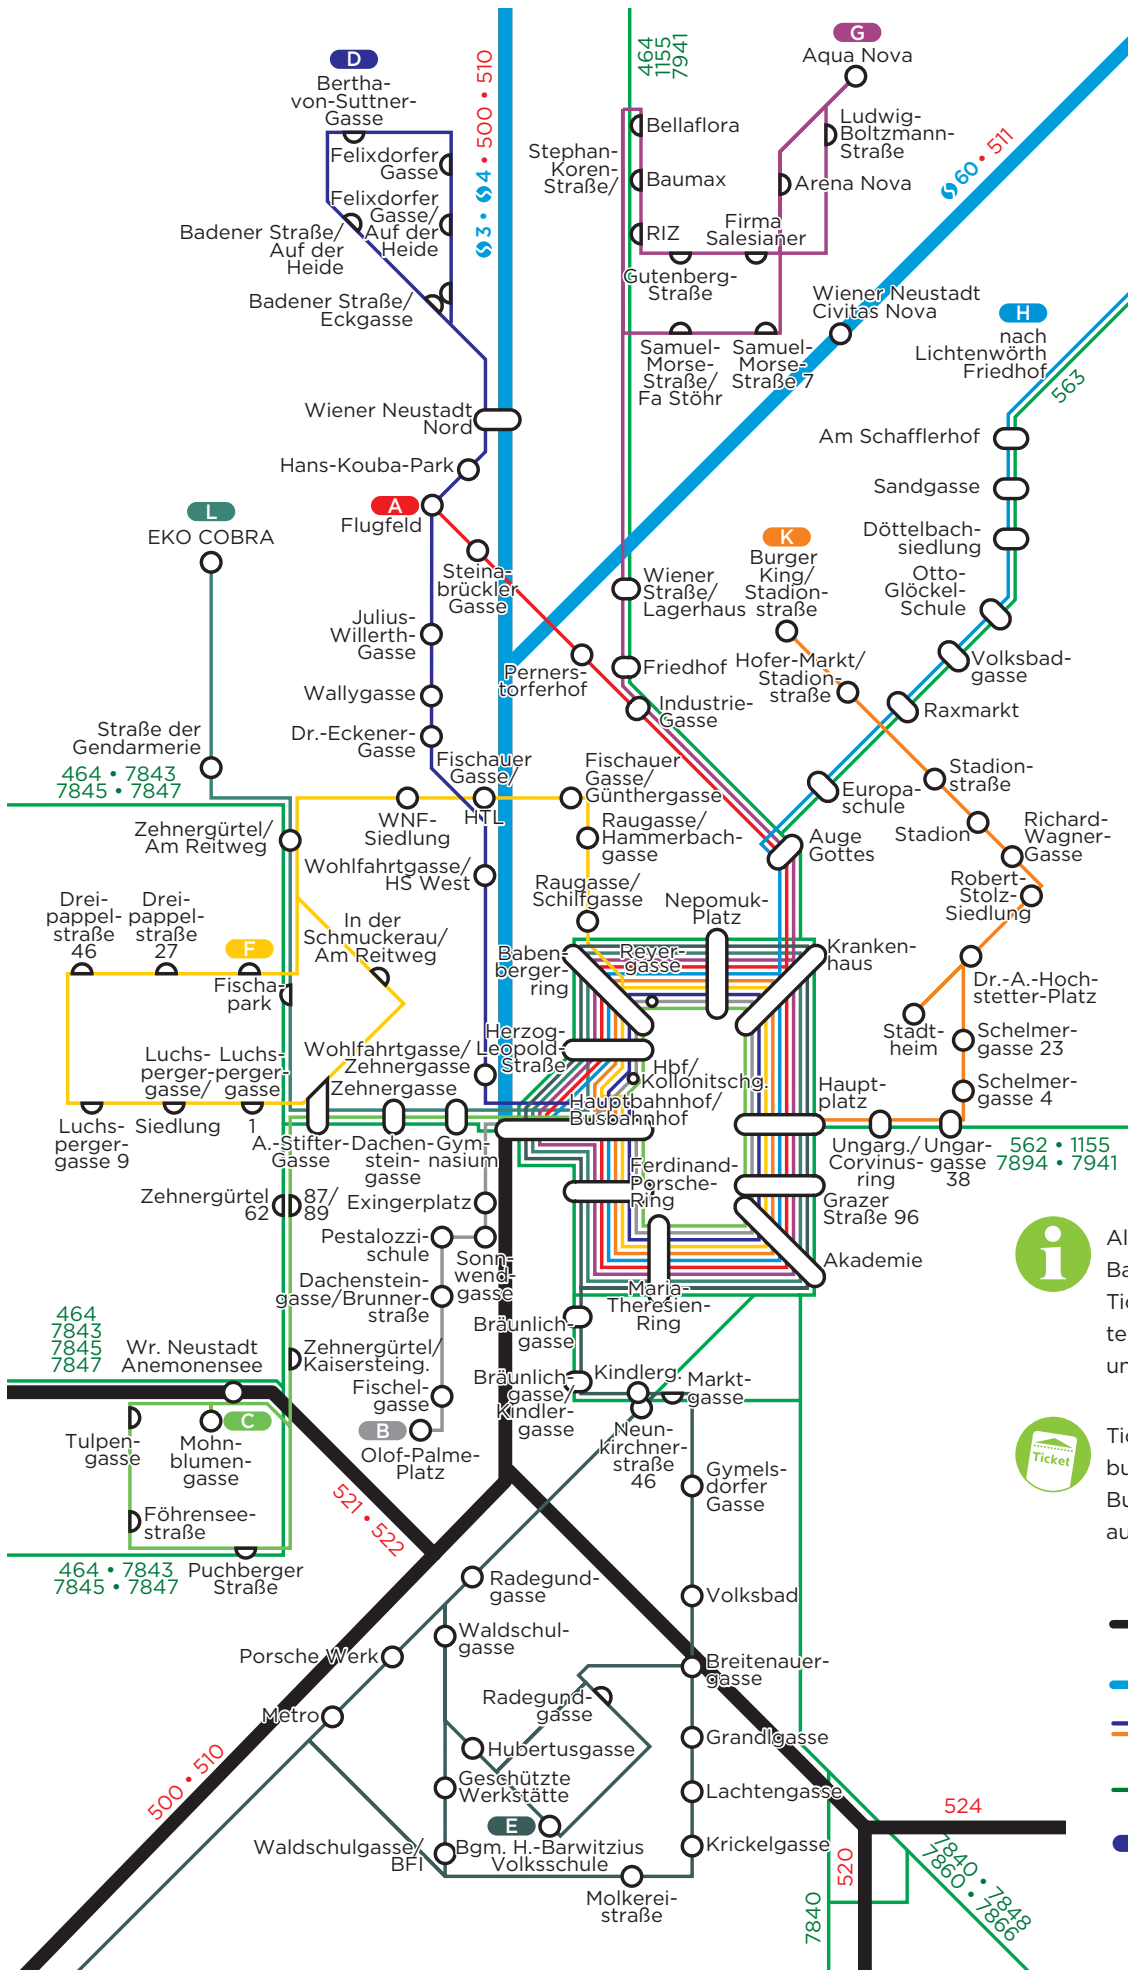 D
Bertha-
von-Suttner-
Gasse
Felixdorfer
Gasse
Felixdorfer
Gasse/
Auf der
Heide
Badener Straße/
Auf der
Heide
Badener Straße/
Eckgasse
3 • 4 • 500 • 510
464
1155
7941
G
Aqua Nova
Ludwig-
Boltzmann-
Straße
Bellaflora
Stephan-
Koren-
Straße/
Baumax
Arena Nova
RIZ
Firma
Salesianer
Gutenberg-
Straße
60 • 511
Wiener Neustadt
Civitas Nova
Samuel-
Morse-
Straße/
Fa Stöhr
Samuel-
Morse-
Straße 7
H
nach
Lichtenwörth
Friedhof
563
Am Schafflerhof
Sandgasse
Döttelbach-
siedlung
Otto-
Glöckel-
Schule
Volksbad-
gasse
Raxmarkt
Europa-
schule
Auge
Gottes
Wiener Neustadt
Nord
Hans-Kouba-Park
A
Flugfeld
L
EKO COBRA
Steina-
brückler
Gasse
Julius-
Willerth-
Gasse
Wallygasse
Dr.-Eckener-
Gasse
Perners-
torferhof
Wiener
Straße/
Lagerhaus
Friedhof
Industrie-
Gasse
K
Burger
King/
Stadion-
straße
Hofer-Markt/
Stadion-
straße
Stadion-
straße
Stadion
Richard-
Wagner-
Gasse
Robert-
Stolz-
Siedlung
Dr.-A.-Hoch-
stetter-Platz
Stadt-
heim
Schelmer-
gasse 23
Schelmer-
gasse 4
Straße der
Gendarmerie
464 • 7843
7845 • 7847
Zehnergürtel/
Am Reitweg
WNF-
Siedlung
Fischauer
Gasse/
HTL
Fischauer
Gasse/
Günthergasse
Raugasse/
Hammerbach-
gasse
Raugasse/
Schilfgasse
Wohlfahrtgasse/
HS West
Drei-
pappel-
straße
46
Drei-
pappel-
straße
27
F
Fischa-
park
In der
Schmuckerau/
Am Reitweg
Nepomuk-
Platz
Baben-
berger-
ring
Reyer-
gasse
Kranken-
haus
Herzog-
Leopold-
Straße
Hbf/
Kollonitschg.
Hauptbahnhof/
Busbahnhof
Haupt-
platz
Luchs-
perger-
gasse/
Siedlung
Luchs-
perger-
gasse
1
Luchs-
perger-
gasse 9
Wohlfahrtgasse/
Zehnergasse
Zehnergasse
A.-Stifter-
Gasse
Dachen-
stein-
gasse
Gym-
nasium
Ungarg./
Corvinus-
ring
Ungar-
gasse
38
562 • 1155
7894 • 7941
Ferdinand-
Porsche-
Ring
Grazer
Straße 96
Akademie
Maria-
Theresien-
Ring
Zehnergürtel
62
87/
89
Exingerplatz
Pestalozzi-
schule
Sonn-
wend-
gasse
Dachenstein-
gasse/Brunner-
straße
Zehnergürtel/
Kaisersteing.
Fischel-
gasse
B
Olof-Palme-
Platz
464
7843
7845
7847
Wr. Neustadt
Anemonensee
C
Tulpen-
gasse
Mohn-
blumen-
gasse
Föhrensee-
straße
Puchberger
Straße
464 • 7843
7845 • 7847
521 • 522
Bräunlich-
gasse
Bräunlich-
gasse/
Kindler-
gasse
Kindlerg.
Markt-
gasse
Neun-
kirchner-
straße
46
Gymels-
dorfer
Gasse
Volksbad
Breitenauer-
gasse
Grandlgasse
Lachtengasse
Krickelgasse
Molkerei-
straße
Radegund-
gasse
Waldschul-
gasse
Porsche Werk
Metro
Radegund-
gasse
Hubertusgasse
Geschützte
Werkstätte
E
Bgm. H.-Barwitzius
Volksschule
Waldschulgasse/
BFI
500 • 510
524
520
7840
7840 • 7848
7860 • 7866
i
Al
Ba
Tic
te
un
Ticket
Tic
bu
Bu
au